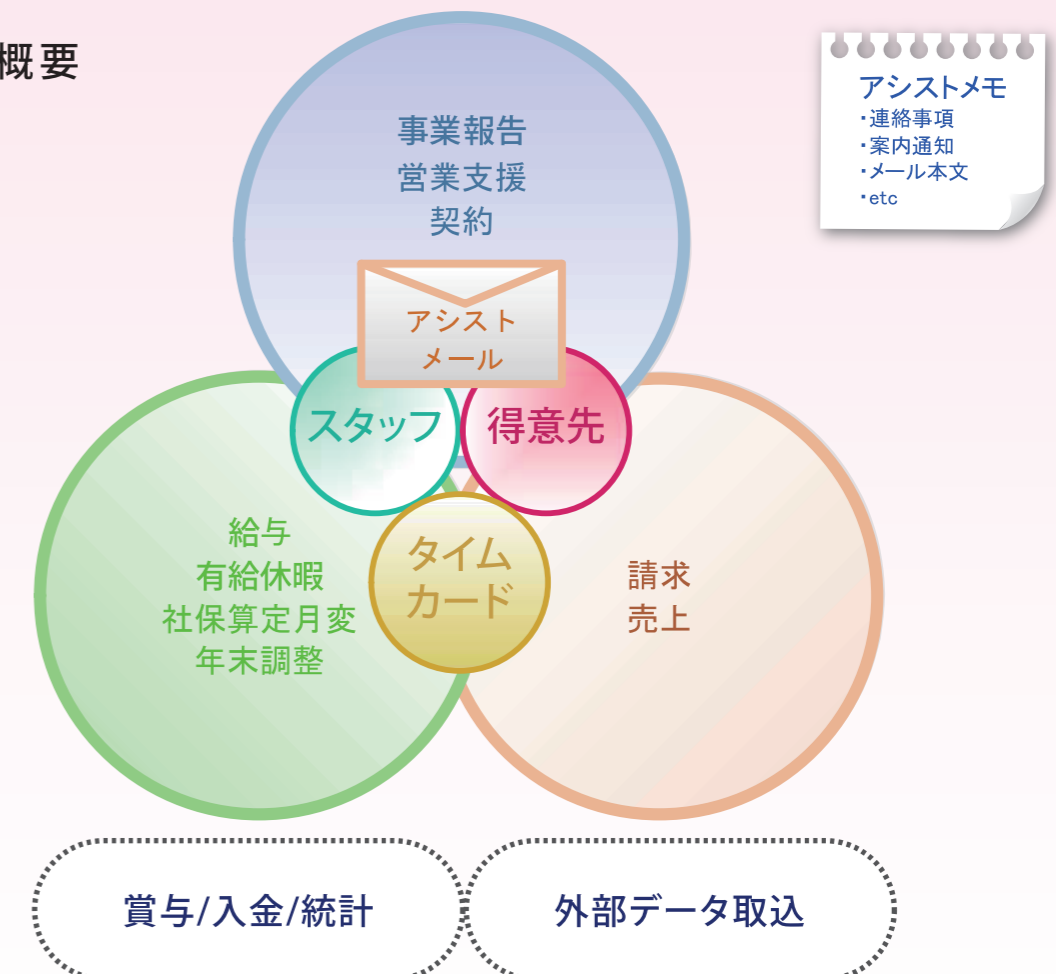 概要
アシストメモ
・連絡事項
・案内通知
・メール本文
・etc
事業報告
営業支援
契約
アシスト
メール
スタッフ
得意先
タイム
カード
給与
有給休暇
社保算定月変
年末調整
請求
売上
賞与/入金/統計
外部データ取込